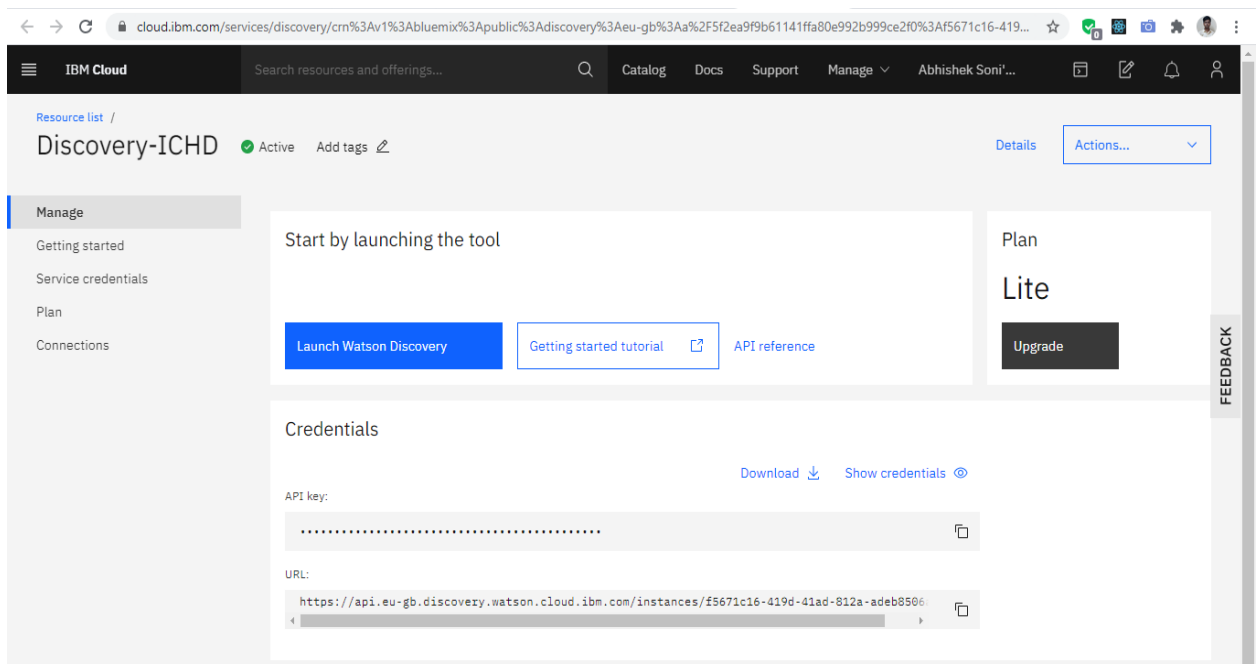 cloud.ibm.com/services/discovery/crn%3Av1%3Abluemix%3Apublic%3Adiscovery%3Aeu-gb%3Aa%2F5f2ea9f9b61141ffa80e992b999ce2f0%3Af5671c16-419...
0
IBM Cloud
Search resources and offerings...
Catalog
Docs
Support
Manage
Abhishek Soni'...
Resource list /
Discovery-ICHD
Active
Add tags
Details
Actions...
Manage
Getting started
Service credentials
Plan
Connections
Start by launching the tool
Launch Watson Discovery
Getting started tutorial
API reference
Plan
Lite
Upgrade
FEEDBACK
Credentials
Download
Show credentials
API key:
•••••••••••••••••••••••••••••••••••••••••••
URL:
https://api.eu-gb.discovery.watson.cloud.ibm.com/instances/f5671c16-419d-41ad-812a-adeb8506